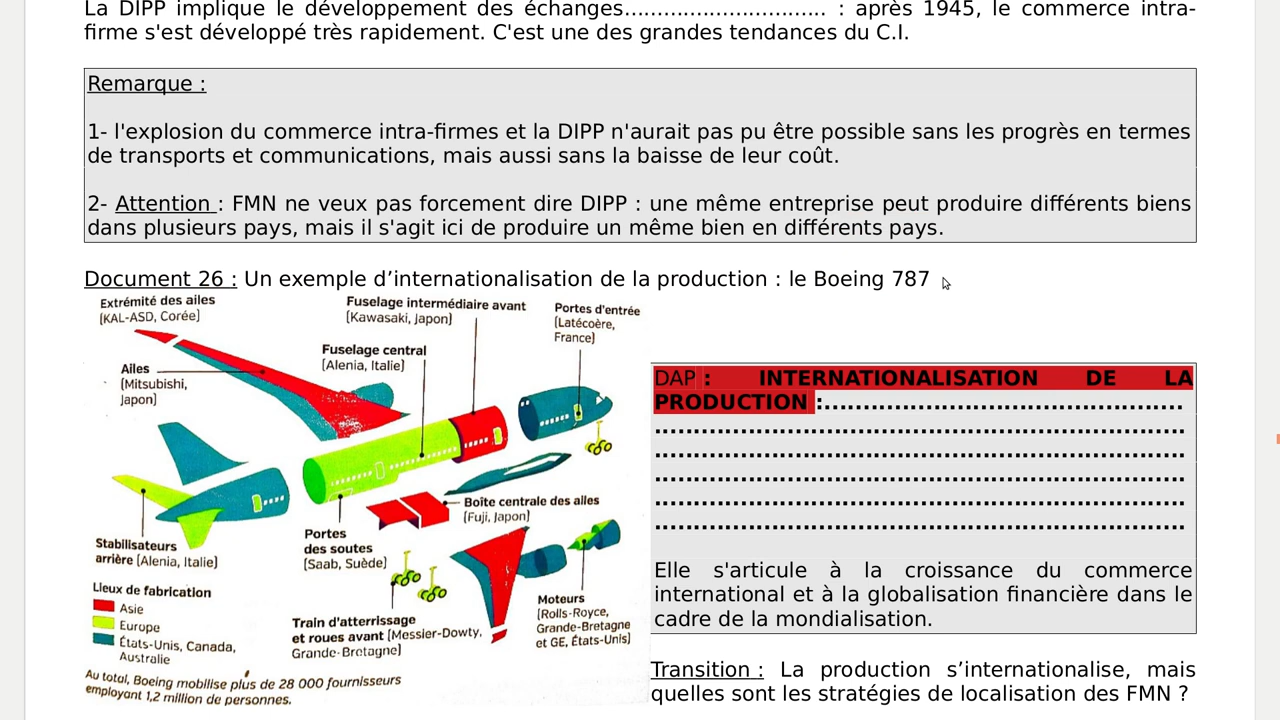 La DIPP implique le développement des échanges............................... : après 1945, le commerce intra-
firme s'est développé très rapidement. C'est une des grandes tendances du C.I.
Remarque :
1- l'explosion du commerce intra-firmes et la DIPP n'aurait pas pu être possible sans les progrès en termes
de transports et communications, mais aussi sans la baisse de leur coût.
2- Attention : FMN ne veux pas forcement dire DIPP : une même entreprise peut produire différents biens
dans plusieurs pays, mais il s'agit ici de produire un même bien en différents pays.
Document 26 : Un exemple d’internationalisation de la production : le Boeing 787
Extrémité des ailes
(KAL-ASD, Corée)
Fuselage intermédiaire avant
(Kawasaki, Japon)
Portes d'entrée
(Latécoère,
France)
Fuselage central
(Alenia, Italie)
Ailes
(Mitsubishi,
Japon)
Boîte centrale des ailes
(Fuji, Japon)
Portes
des soutes
(Saab, Suède)
Stabilisateurs
arrière (Alenia, Italie)
Lieux de fabrication
Asie
Europe
États-Unis, Canada,
Australie
Train d'atterrissage
et roues avant (Messier-Dowty,
Grande-Bretagne)
Moteurs
(Rolls-Royce,
Grande-Bretagne
et GE, États-Unis)
Au total, Boeing mobilise plus de 28 000 fournisseurs
employant 1,2 million de personnes.
DAP : INTERNATIONALISATION DE LA
PRODUCTION :..............................................
....................................................................
....................................................................
....................................................................
....................................................................
....................................................................
Elle s'articule à la croissance du commerce
international et à la globalisation financière dans le
cadre de la mondialisation.
Transition : La production s’internationalise, mais
quelles sont les stratégies de localisation des FMN ?